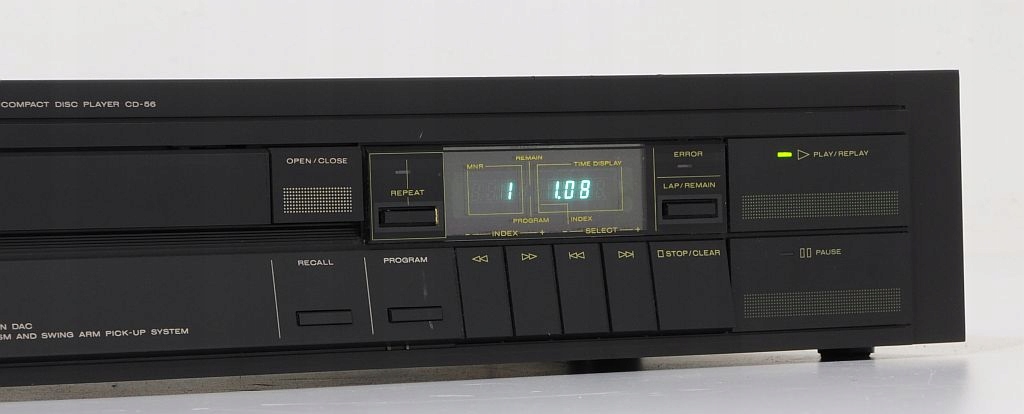 COMPACT DISC PLAYER CD-56
OPEN/CLOSE
REPEAT
REMAIN
MNR
TIME DISPLAY
1
1.08
PROGRAM
INDEX
- INDEX + - SELECT +
ERROR
LAP/REMAIN
PLAY/REPLAY
RECALL
PROGRAM
STOP/CLEAR
PAUSE
N DAC
SM AND SWING ARM PICK-UP SYSTEM